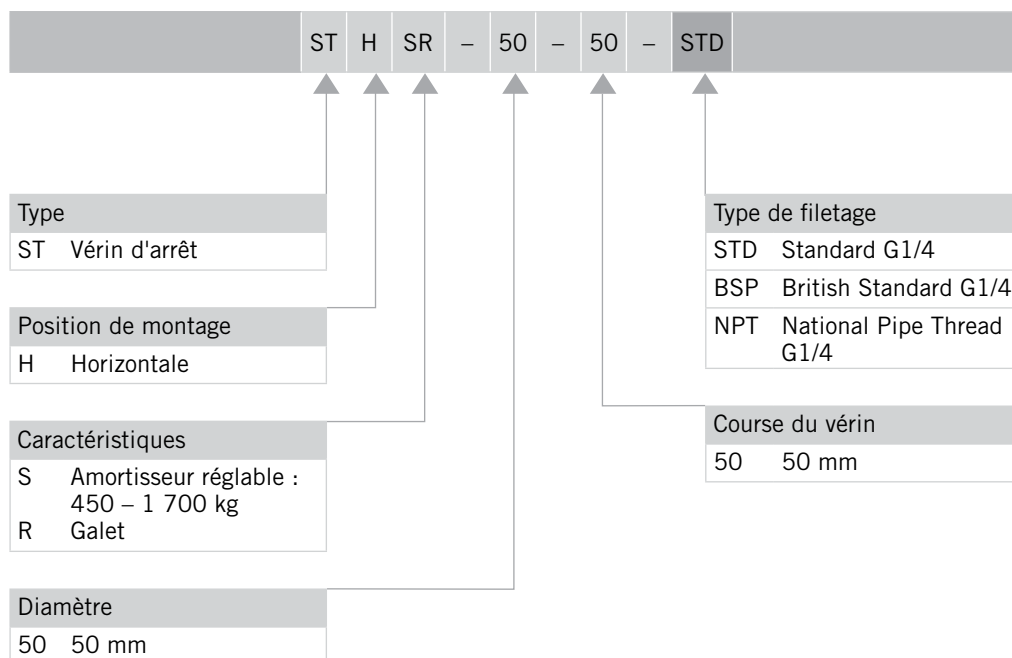 ST H SR – 50 – 50 – STD
Type
ST Vérin d'arrêt
Position de montage
H Horizontale
Caractéristiques
S Amortisseur réglable :
450 – 1 700 kg
R Galet
Diamètre
50 50 mm
Type de filetage
STD Standard G1/4
BSP British Standard G1/4
NPT National Pipe Thread
G1/4
Course du vérin
50 50 mm